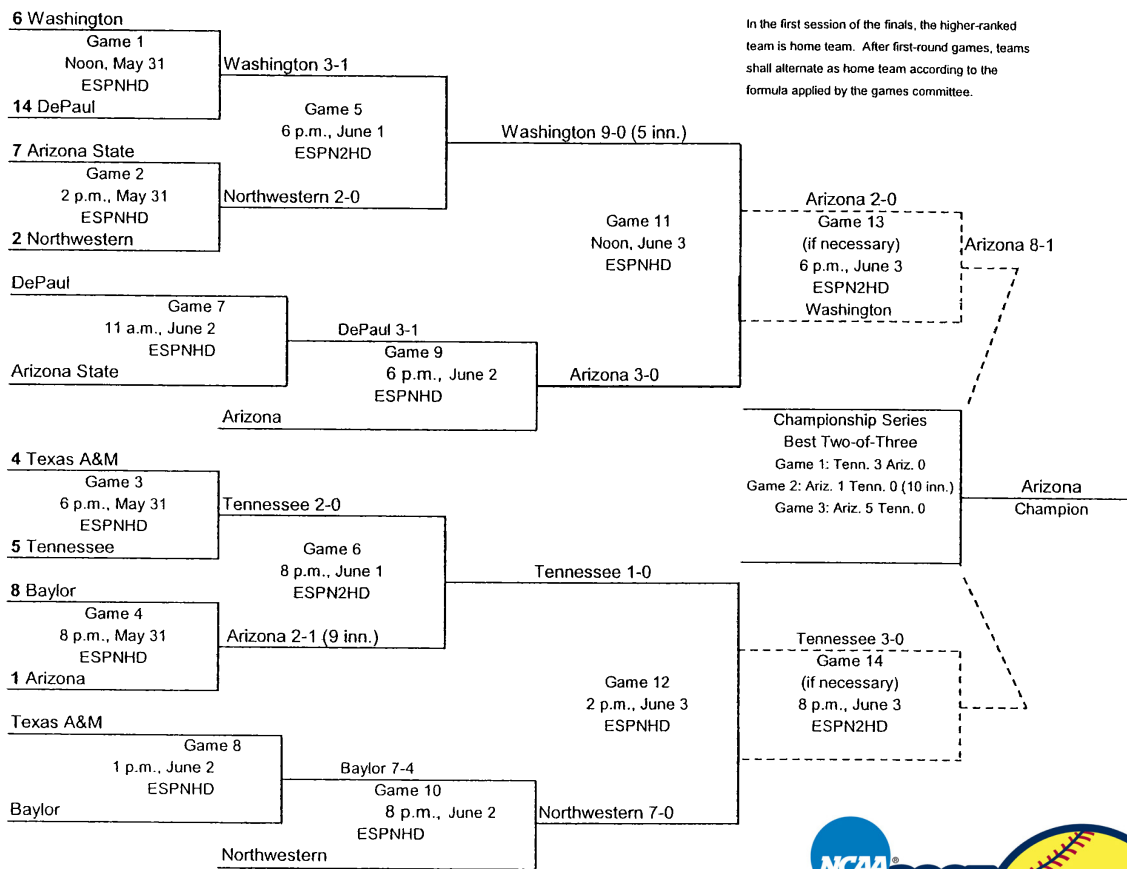 6 Washington
Game 1
Noon, May 31
ESPNHD
14 DePaul
Washington 3-1
Game 5
6 p.m., June 1
ESPN2HD
7 Arizona State
Game 2
2 p.m., May 31
ESPNHD
2 Northwestern
Northwestern 2-0
Washington 9-0 (5 inn.)
DePaul
Game 7
11 a.m., June 2
ESPNHD
Arizona State
DePaul 3-1
Game 9
6 p.m., June 2
ESPNHD
Arizona
Arizona 3-0
Game 11
Noon, June 3
ESPNHD
In the first session of the finals, the higher-ranked
team is home team. After first-round games, teams
shall alternate as home team according to the
formula applied by the games committee.
Arizona 2-0
Game 13
(if necessary)
6 p.m., June 3
ESPN2HD
Washington
Arizona 8-1
4 Texas A&M
Game 3
6 p.m., May 31
ESPNHD
5 Tennessee
Tennessee 2-0
Game 6
8 p.m., June 1
ESPN2HD
8 Baylor
Game 4
8 p.m., May 31
ESPNHD
1 Arizona
Arizona 2-1 (9 inn.)
Tennessee 1-0
Texas A&M
Game 8
1 p.m., June 2
ESPNHD
Baylor
Baylor 7-4
Game 10
8 p.m., June 2
ESPNHD
Northwestern
Northwestern 7-0
Game 12
2 p.m., June 3
ESPNHD
Championship Series
Best Two-of-Three
Game 1: Tenn. 3 Ariz. 0
Game 2: Ariz. 1 Tenn. 0 (10 inn.)
Game 3: Ariz. 5 Tenn. 0
Arizona
Champion
Tennessee 3-0
Game 14
(if necessary)
8 p.m., June 3
ESPN2HD
NCAA®